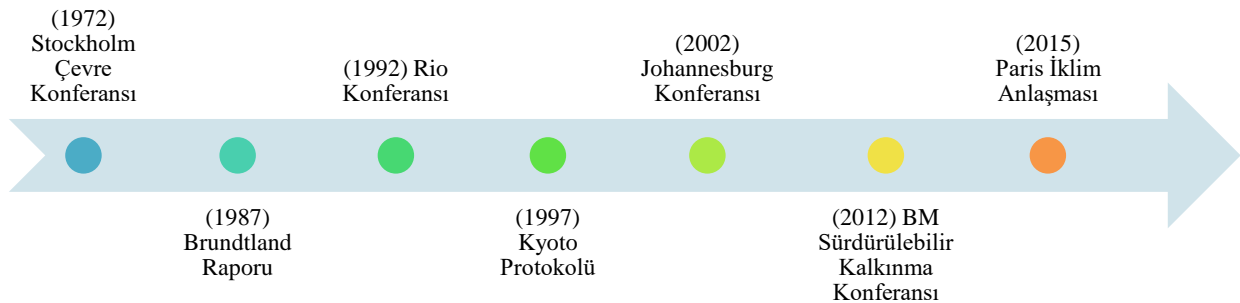 (1972)
Stockholm
Çevre
Konferansı
(1987)
Brundtland
Raporu
(1992) Rio
Konferansı
(1997)
Kyoto
Protokolü
(2002)
Johannesburg
Konferansı
(2012) BM
Sürdürülebilir
Kalkınma
Konferansı
(2015)
Paris İklim
Anlaşması